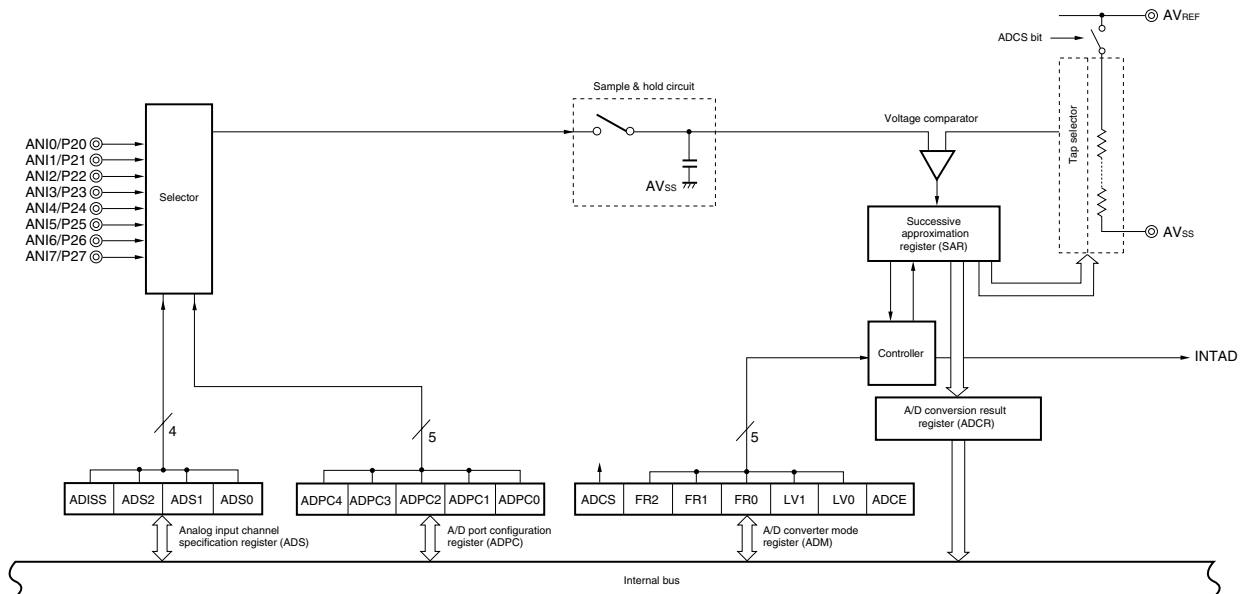 AVREF
ADCS bit
Sample & hold circuit
Voltage comparator
Tap selector
ANI0/P20
ANI1/P21
ANI2/P22
ANI3/P23
ANI4/P24
ANI5/P25
ANI6/P26
ANI7/P27
Selector
AVSS
Successive
approximation
register (SAR)
AVSS
Controller
INTAD
A/D conversion result
register (ADCR)
4
5
5
ADISS ADS2 ADS1 ADS0
ADPC4 ADPC3 ADPC2 ADPC1 ADPC0
ADCS FR2 FR1 FR0 LV1 LV0 ADCE
Analog input channel
specification register (ADS)
A/D port configuration
register (ADPC)
A/D converter mode
register (ADM)
Internal bus